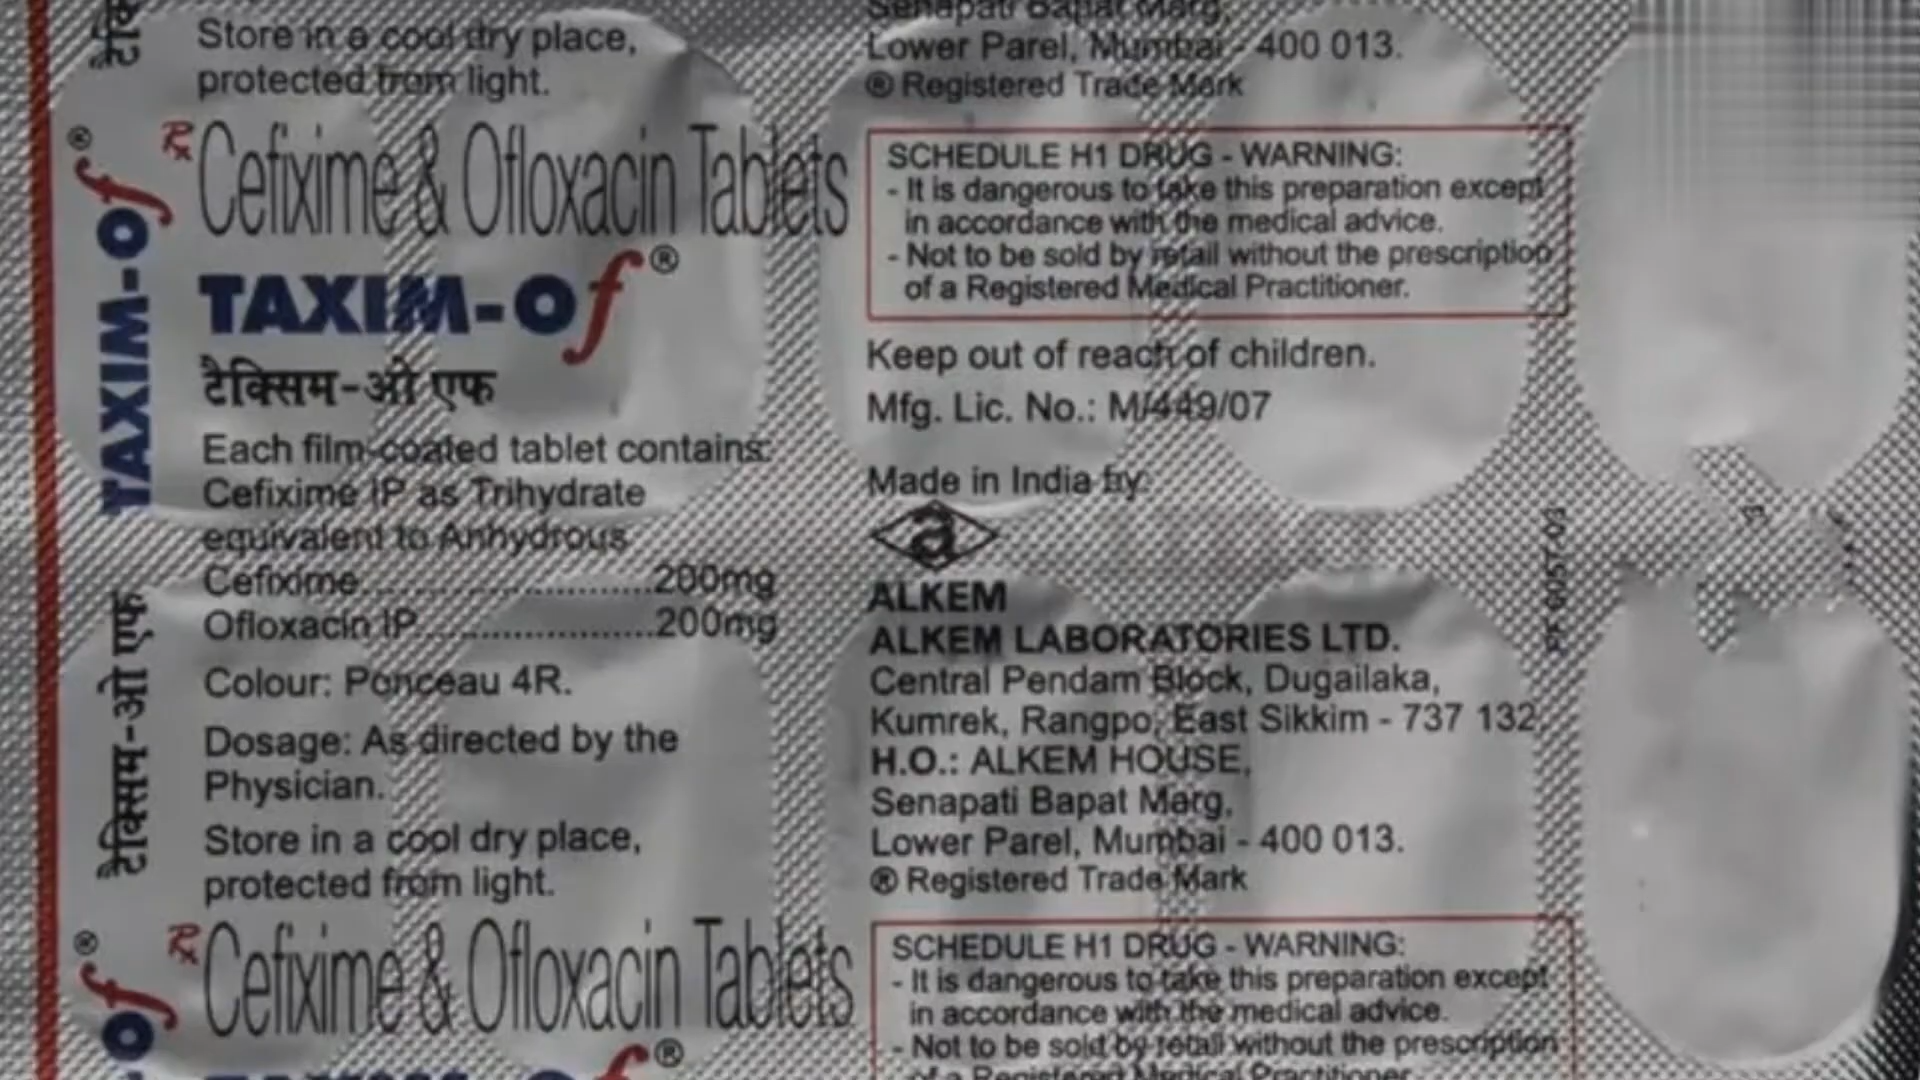 टैक्सि
Store in a cool dry place,
protected from light.
Rx Cefixime & Ofloxacin Tablets
TAXIM-Of®
टैक्सिम-ओ एफ
Each film-coated tablet contains:
Cefixime IP as Trihydrate
equivalent to Anhydrous
Cefixime..............................200mg
Ofloxacin IP........................200mg
Colour: Ponceau 4R.
Dosage: As directed by the
Physician.
Store in a cool dry place,
protected from light.
Rx Cefixime & Ofloxacin Tablets
®
TAXIM-Of®
टैक्सिम-ओ एफ
Of®
Senapati Bapat Marg,
Lower Parel, Mumbai - 400 013.
® Registered Trade Mark
SCHEDULE H1 DRUG - WARNING:
- It is dangerous to take this preparation except
in accordance with the medical advice.
- Not to be sold by retail without the prescription
of a Registered Medical Practitioner.
Keep out of reach of children.
Mfg. Lic. No.: M/449/07
Made in India by:
a
ALKEM
ALKEM LABORATORIES LTD.
Central Pendam Block, Dugailaka,
Kumrek, Rangpo, East Sikkim - 737 132
H.O.: ALKEM HOUSE,
Senapati Bapat Marg,
Lower Parel, Mumbai - 400 013.
® Registered Trade Mark
SCHEDULE H1 DRUG - WARNING:
- It is dangerous to take this preparation except
in accordance with the medical advice.
- Not to be sold by retail without the prescription
of a Registered Medical Practitioner